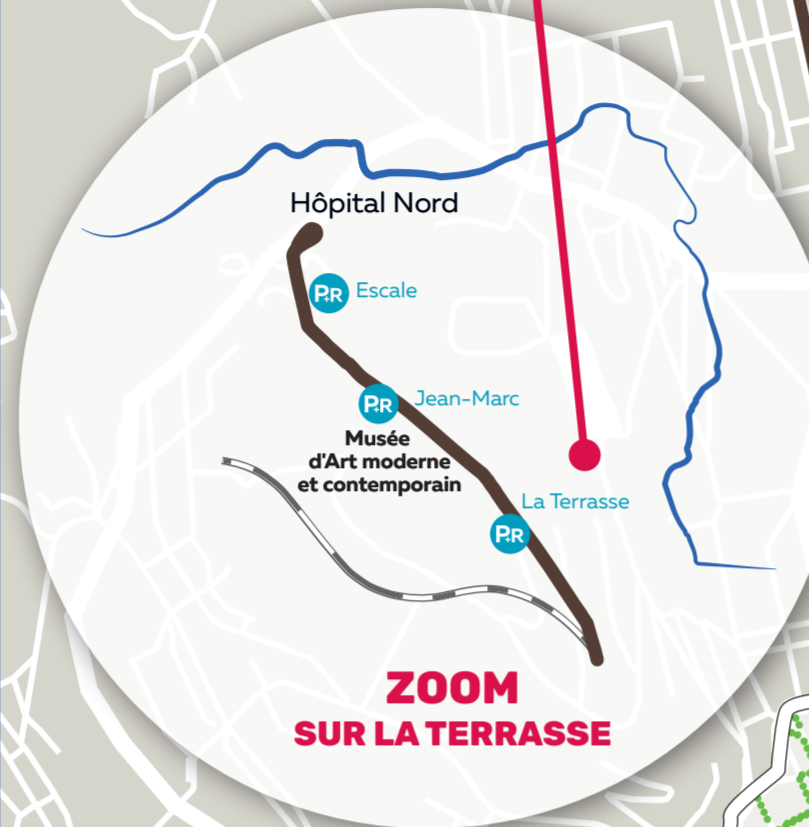 Hôpital Nord
P+R Escale
P+R Jean-Marc
Musée
d'Art moderne
et contemporain
La Terrasse
P+R
ZOOM
SUR LA TERRASSE